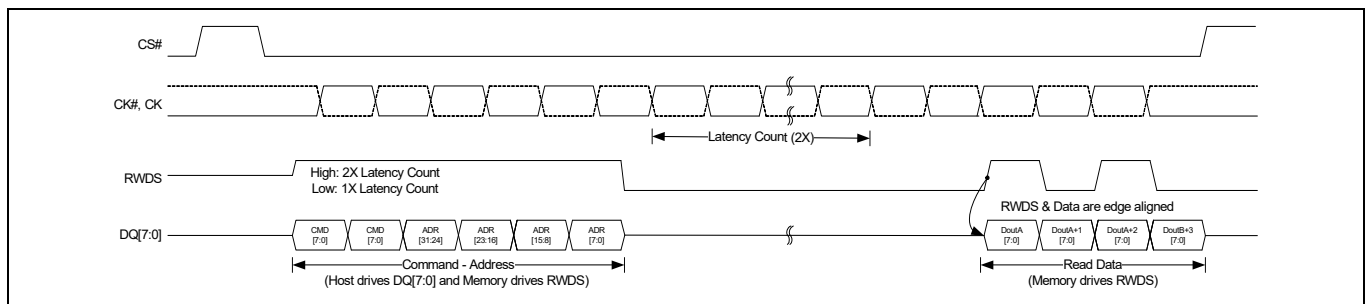 CS#
CK#, CK
Latency Count (2X)
RWDS
High: 2X Latency Count
Low: 1X Latency Count
RWDS & Data are edge aligned
DQ[7:0]
CMD [7:0]
CMD [7:0]
ADR [31:24]
ADR [23:16]
ADR [15:8]
ADR [7:0]
DoutA [7:0]
DoutA+1 [7:0]
DoutA+2 [7:0]
DoutB+3 [7:0]
Command - Address
(Host drives DQ[7:0] and Memory drives RWDS)
Read Data
(Memory drives RWDS)